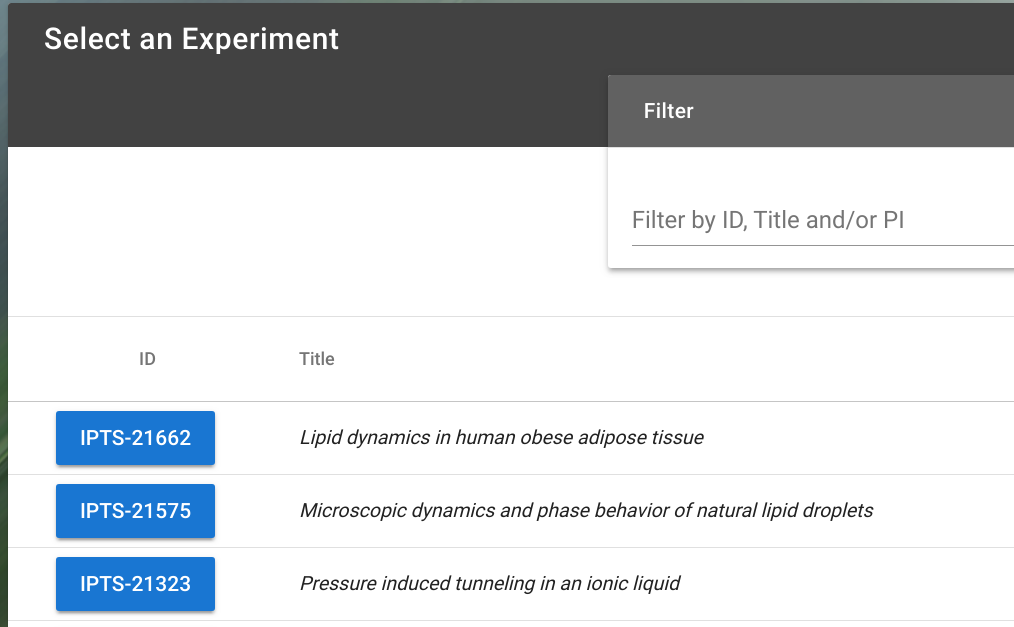 Select an Experiment
Filter
Filter by ID, Title and/or PI
ID Title
IPTS-21662 Lipid dynamics in human obese adipose tissue
IPTS-21575 Microscopic dynamics and phase behavior of natural lipid droplets
IPTS-21323 Pressure induced tunneling in an ionic liquid